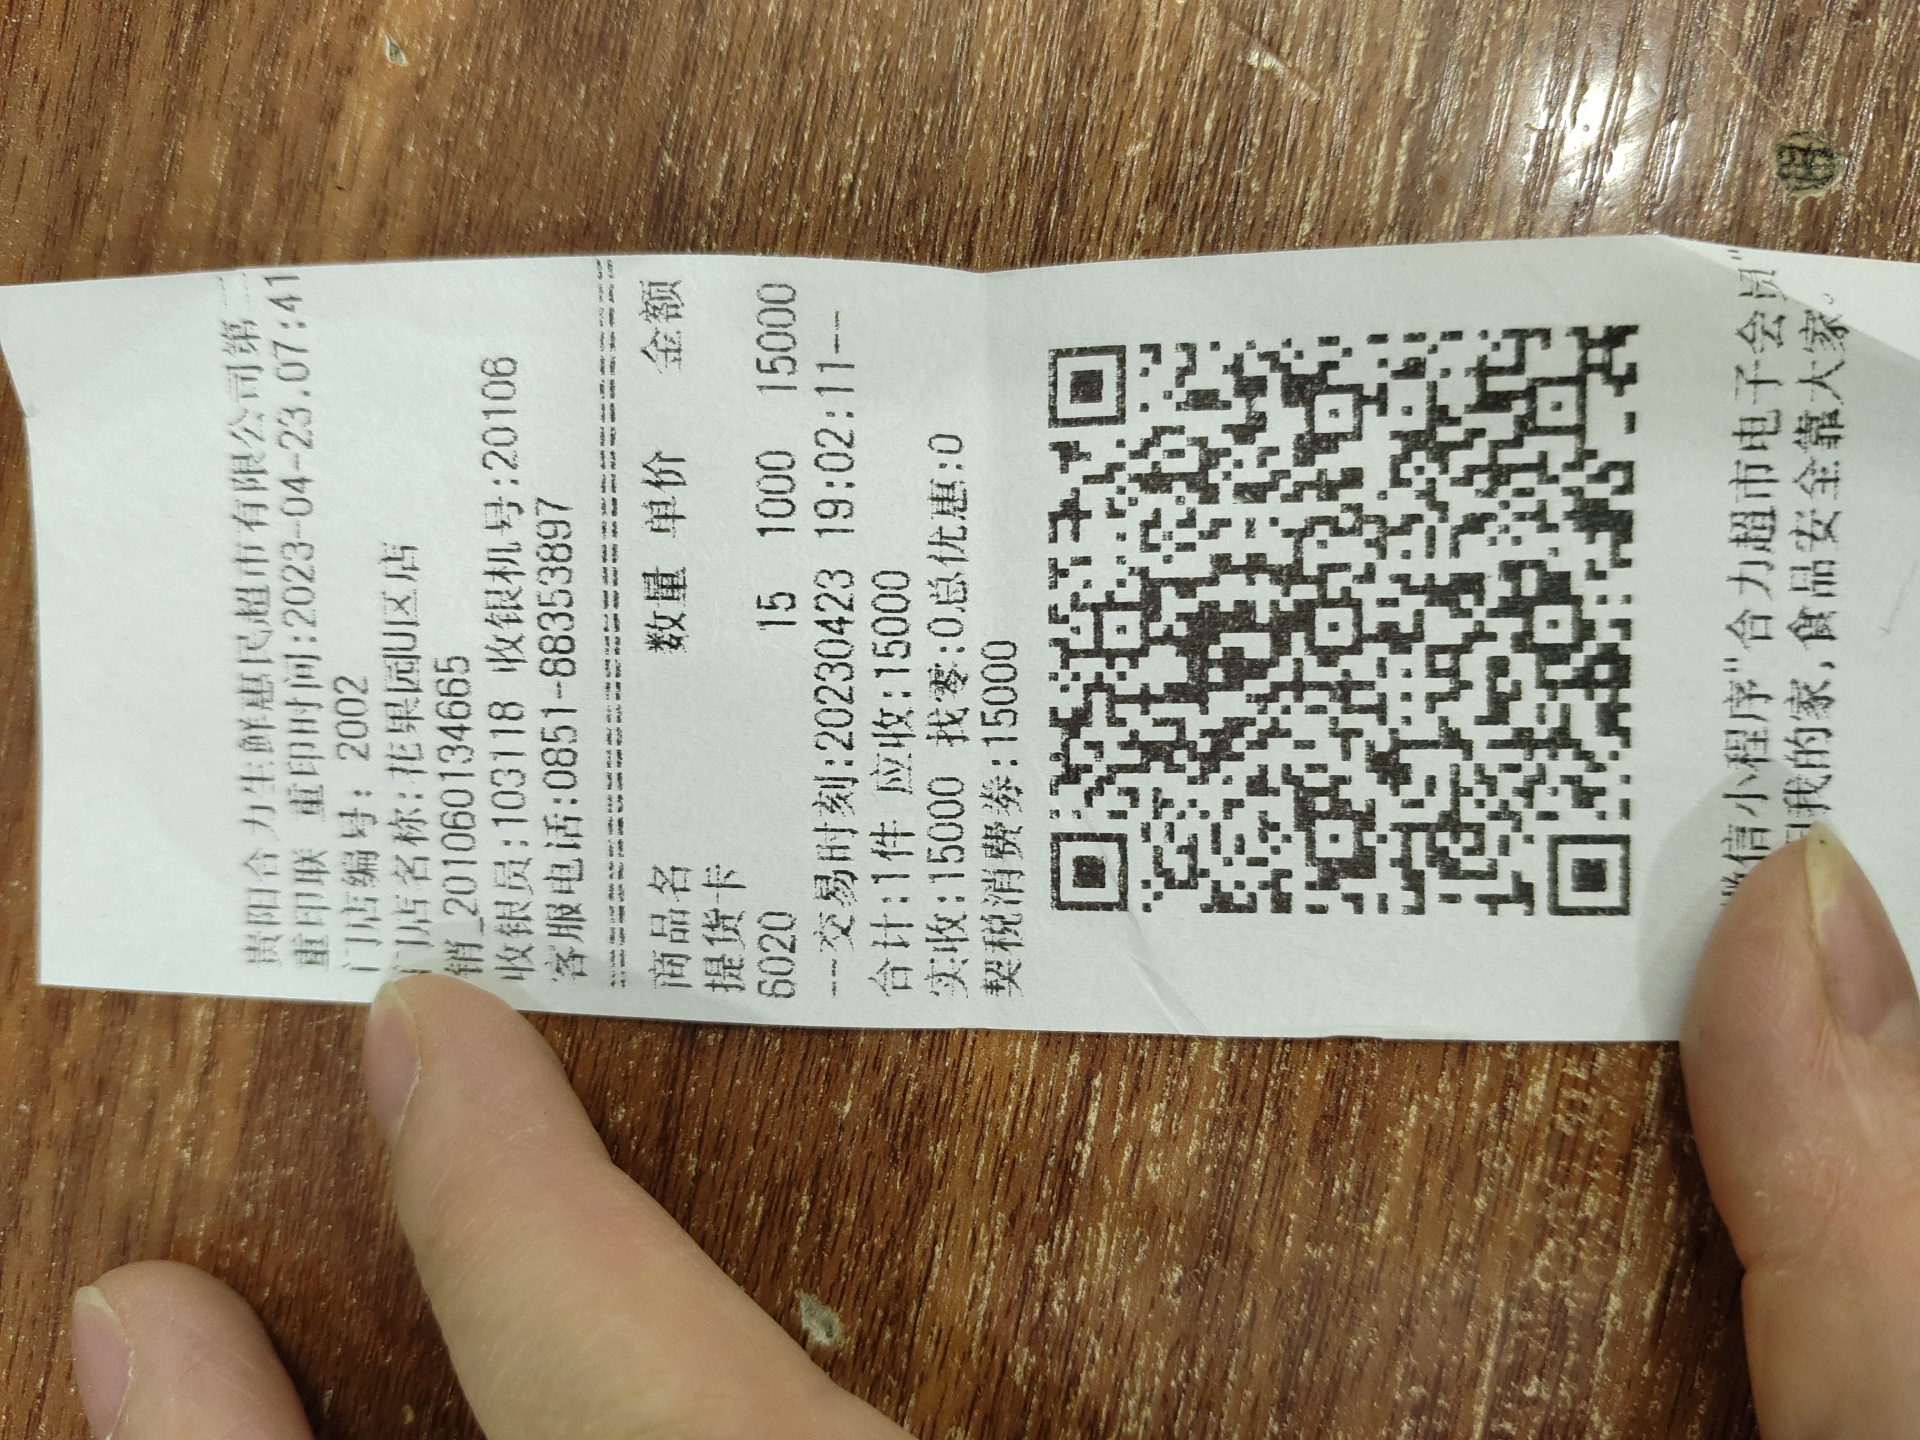 贵阳合力生鲜惠民超市有限公司第
重印联 重印时间:2023-04-23.07:41
门店编号: 2002
门店名称:花果园U区店
销_2010601134665
收银员:103118 收银机号:20106
客服电话:0851-88353897
商品名 数量 单价 金额
提货卡
6020 15 1000 15000
--交易时刻:20230423 19:02:11--
合计:1件 应收:15000
实收:15000 找零:0总优惠:0
契税消费券:15000
微信小程序"合力超市电子会员"
我的家,食品安全靠大家。